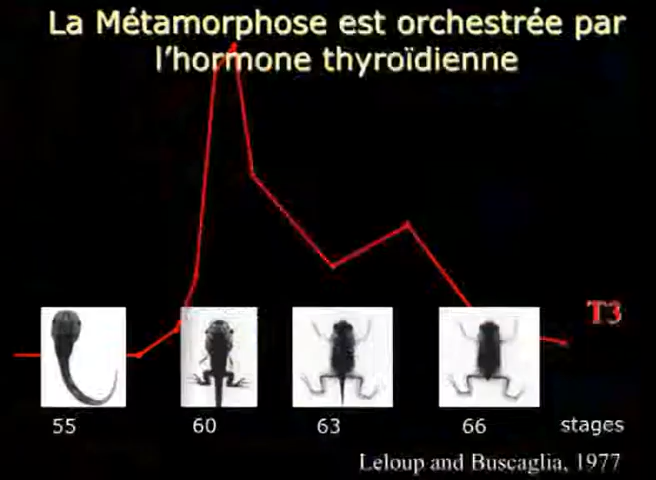 La Métamorphose est orchestrée par
l'hormone thyroïdienne
T3
55 60 63 66 stages
Leloup and Buscaglia, 1977